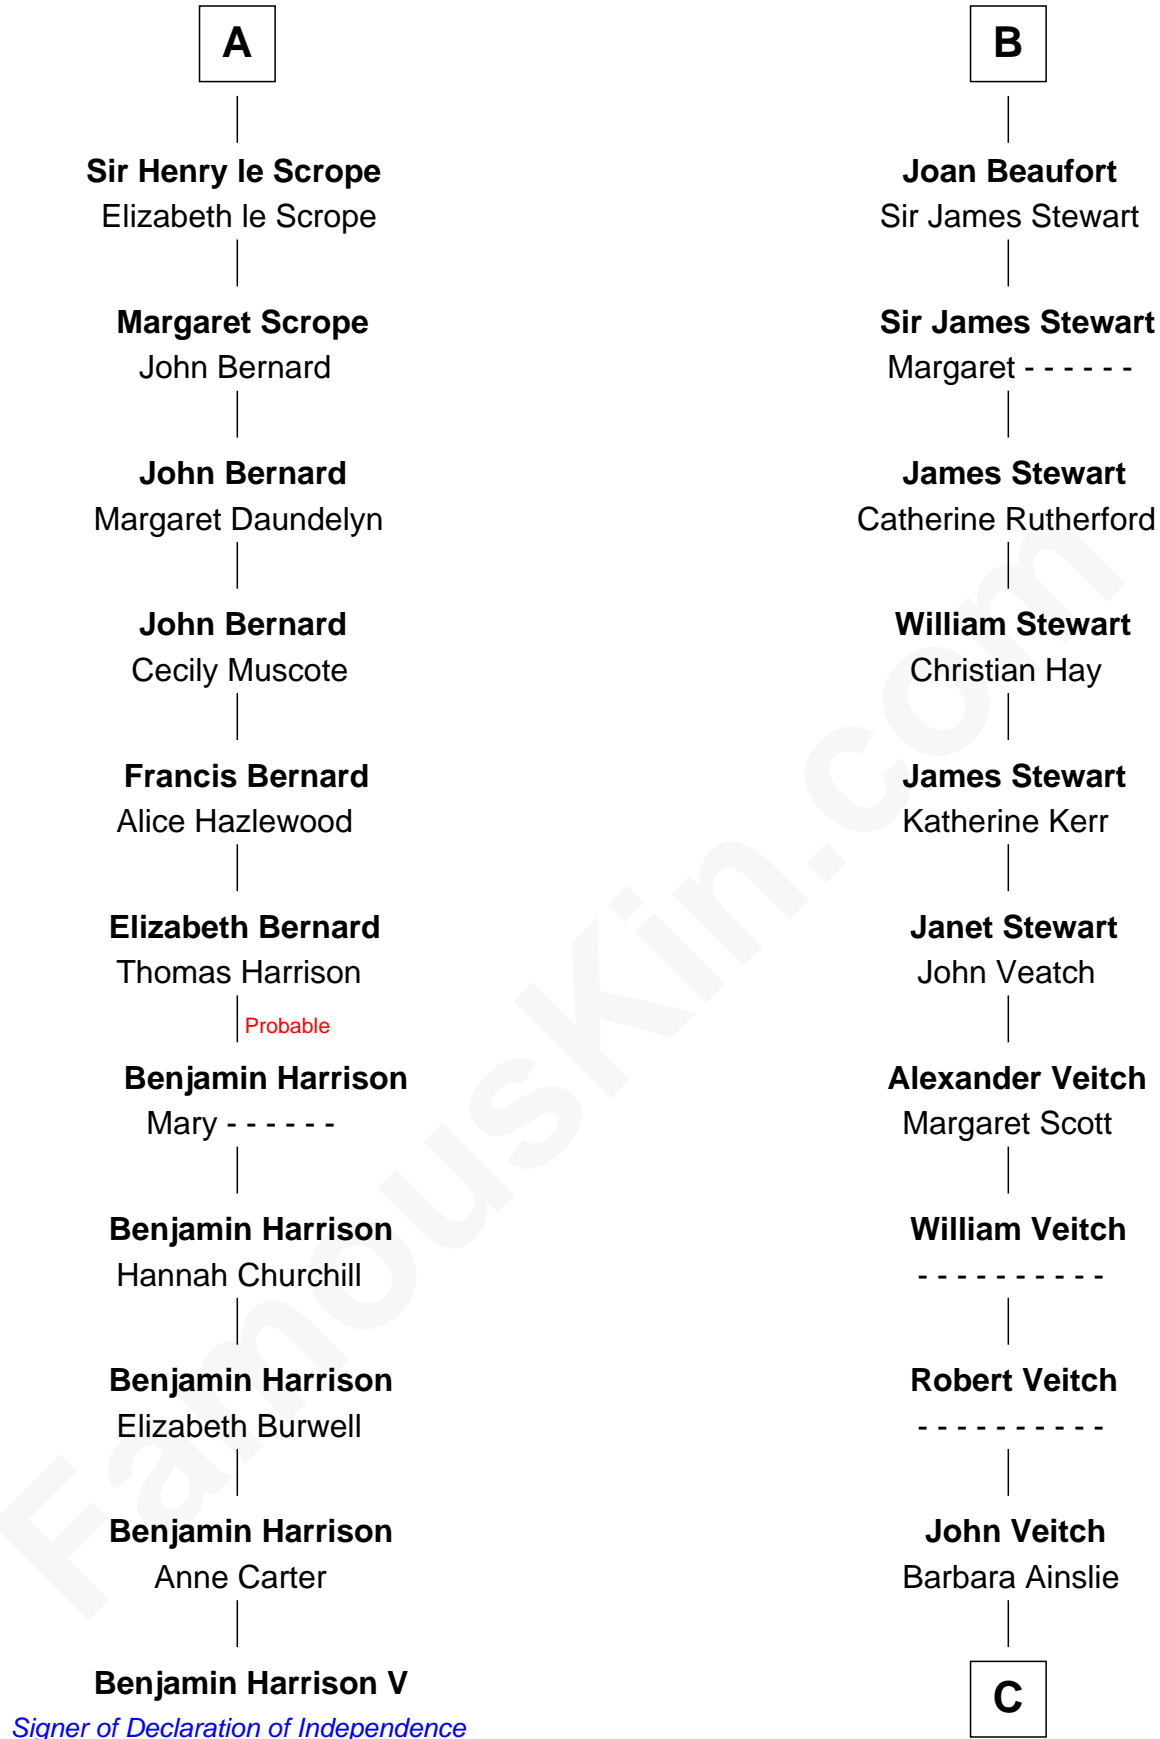 A
Sir Henry le Scrope
Elizabeth le Scrope
Margaret Scrope
John Bernard
John Bernard
Margaret Daundelyn
John Bernard
Cecily Muscote
Francis Bernard
Alice Hazlewood
Elizabeth Bernard
Thomas Harrison
Probable
Benjamin Harrison
Mary - - - - - -
Benjamin Harrison
Hannah Churchill
Benjamin Harrison
Elizabeth Burwell
Benjamin Harrison
Anne Carter
Benjamin Harrison V
Signer of Declaration of Independence
B
Joan Beaufort
Sir James Stewart
Sir James Stewart
Margaret - - - - - -
James Stewart
Catherine Rutherford
William Stewart
Christian Hay
James Stewart
Katherine Kerr
Janet Stewart
John Veatch
Alexander Veitch
Margaret Scott
William Veitch
- - - - - - - - - -
Robert Veitch
- - - - - - - - - -
John Veitch
Barbara Ainslie
C
FamousKin.com